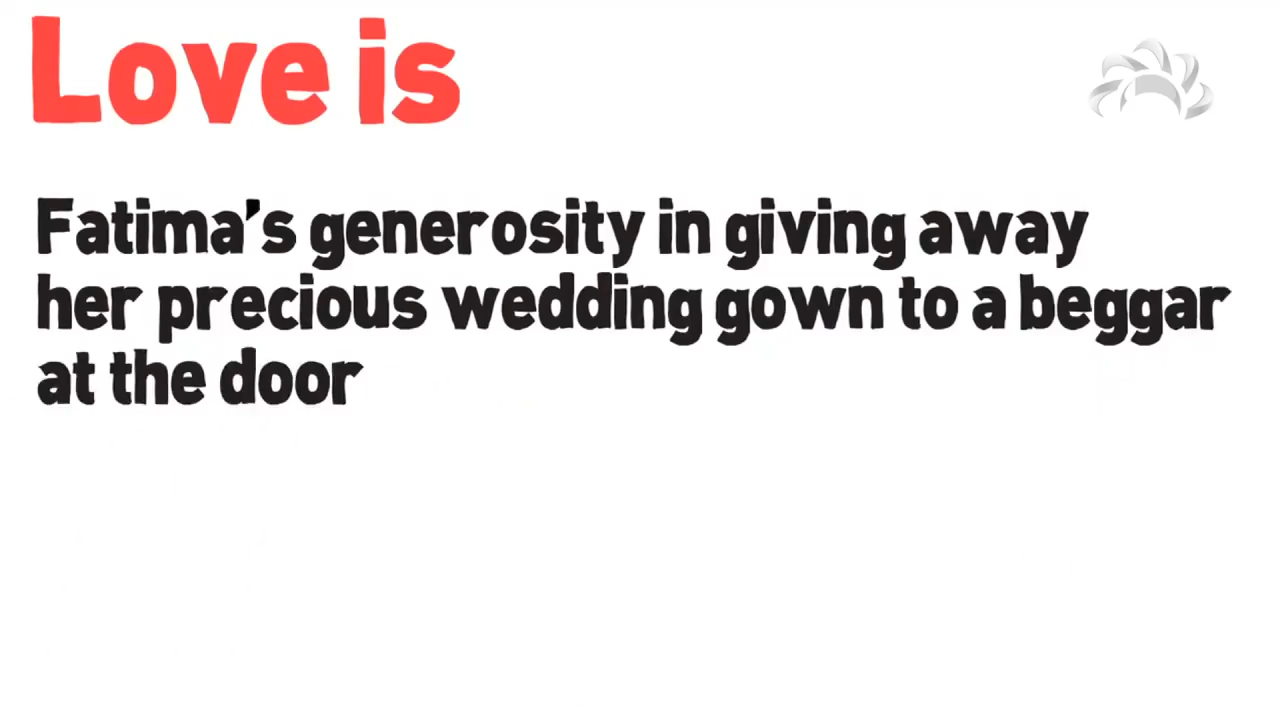 Love is
Fatima's generosity in giving away
her precious wedding gown to a beggar
at the door